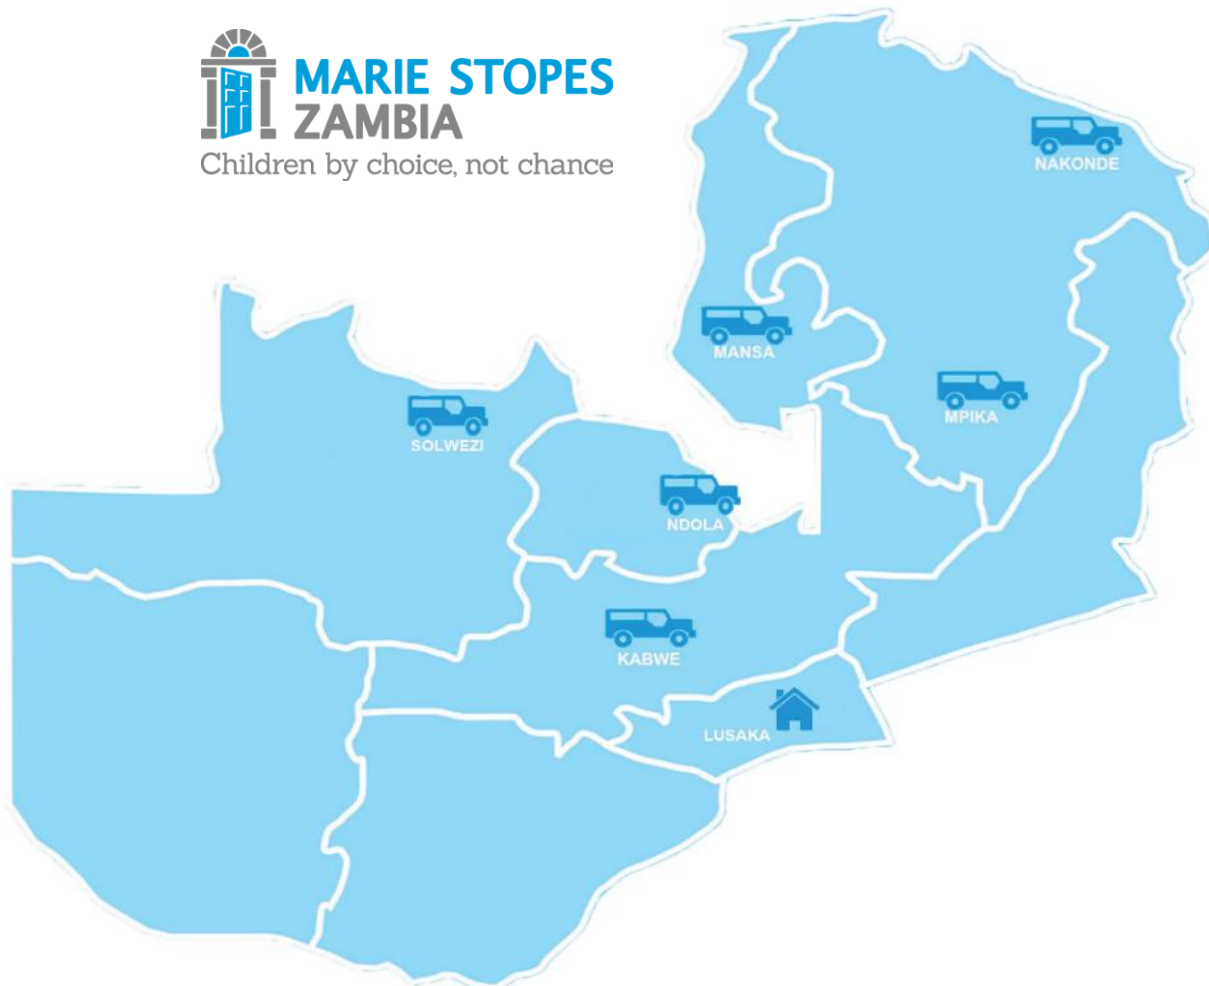 MARIE STOPES
ZAMBIA
Children by choice, not chance
NAKONDE
MANSA
MPIKA
SOLWEZI
NDOLA
KABWE
LUSAKA